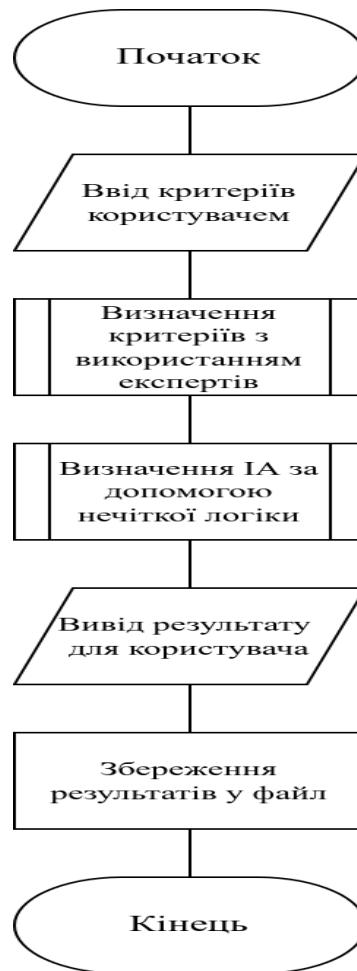 Початок
Ввід критеріїв
користувачем
Визначення
критеріїв з
використанням
експертів
Визначення ІА за
допомогою
нечіткої логіки
Вивід результату
для користувача
Збереження
результатів у файл
Кінець